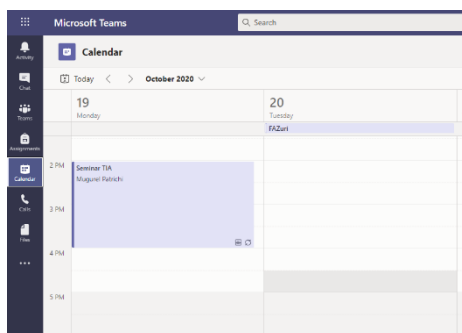 Microsoft Teams
Search
Activity
Chat
Teams
Assignments
Calendar
Calls
Files
Calendar
Today
October 2020
19
Monday
20
Tuesday
FAZuri
2 PM
Seminar TIA
Mugurel Patrichi
3 PM
4 PM
5 PM